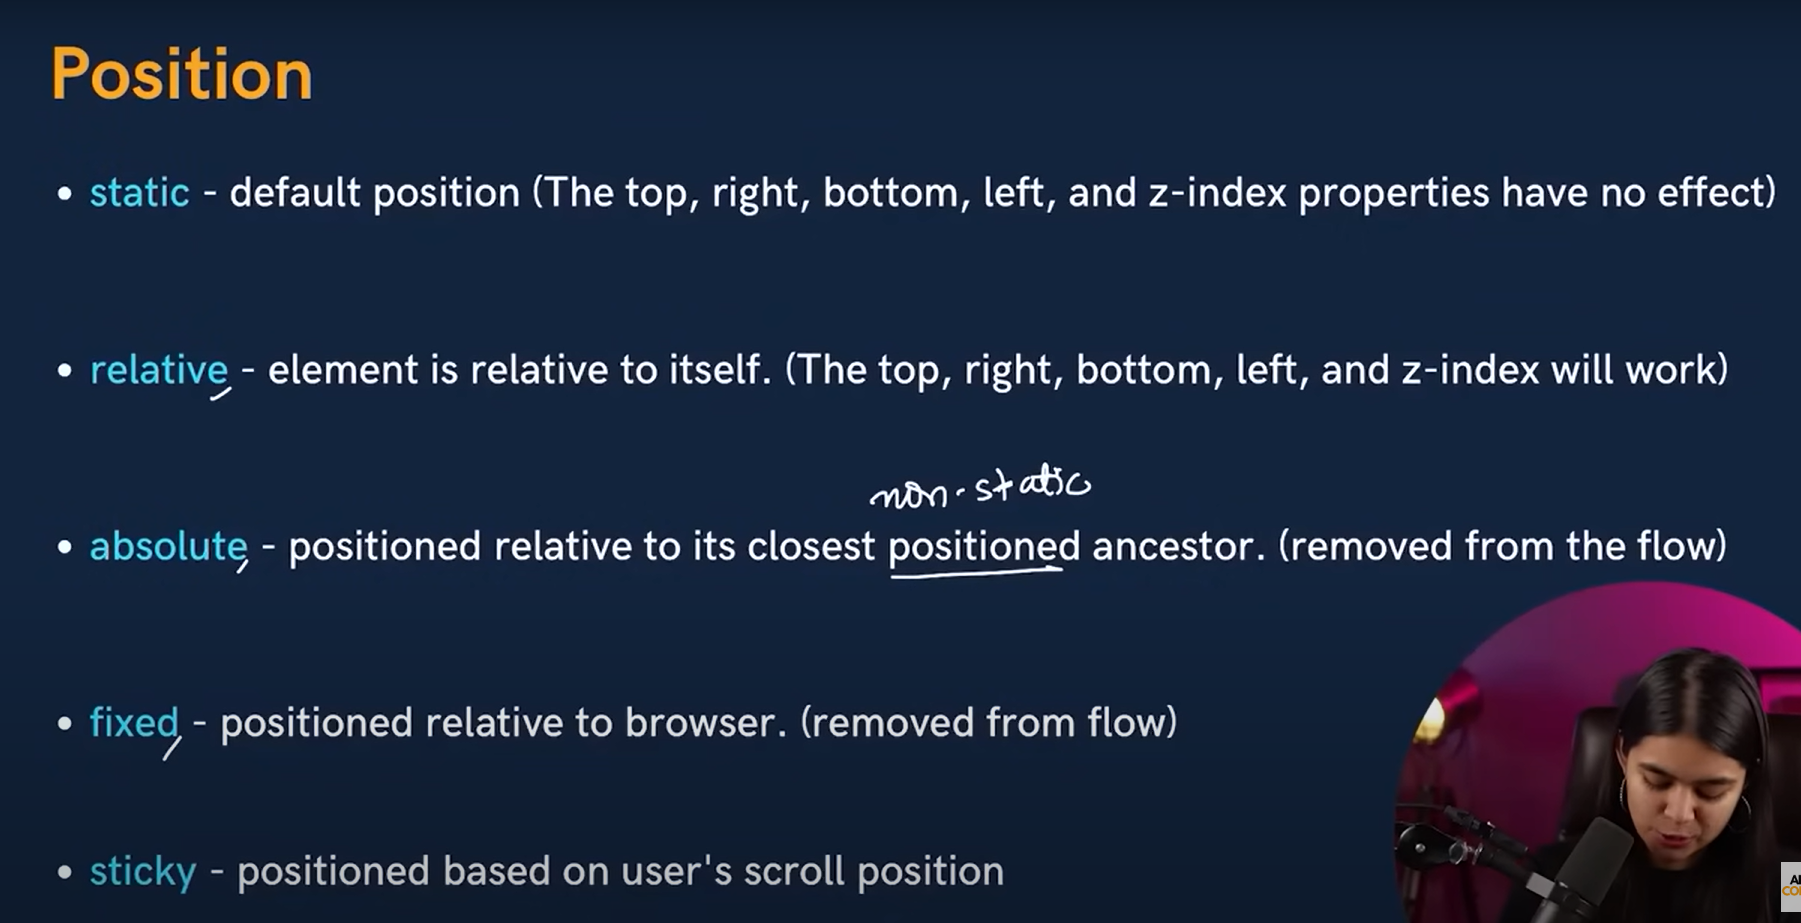 Position
• static - default position (The top, right, bottom, left, and z-index properties have no effect)
• relative - element is relative to itself. (The top, right, bottom, left, and z-index will work)
non-static
• absolute - positioned relative to its closest positioned ancestor. (removed from the flow)
• fixed - positioned relative to browser. (removed from flow)
• sticky - positioned based on user's scroll position